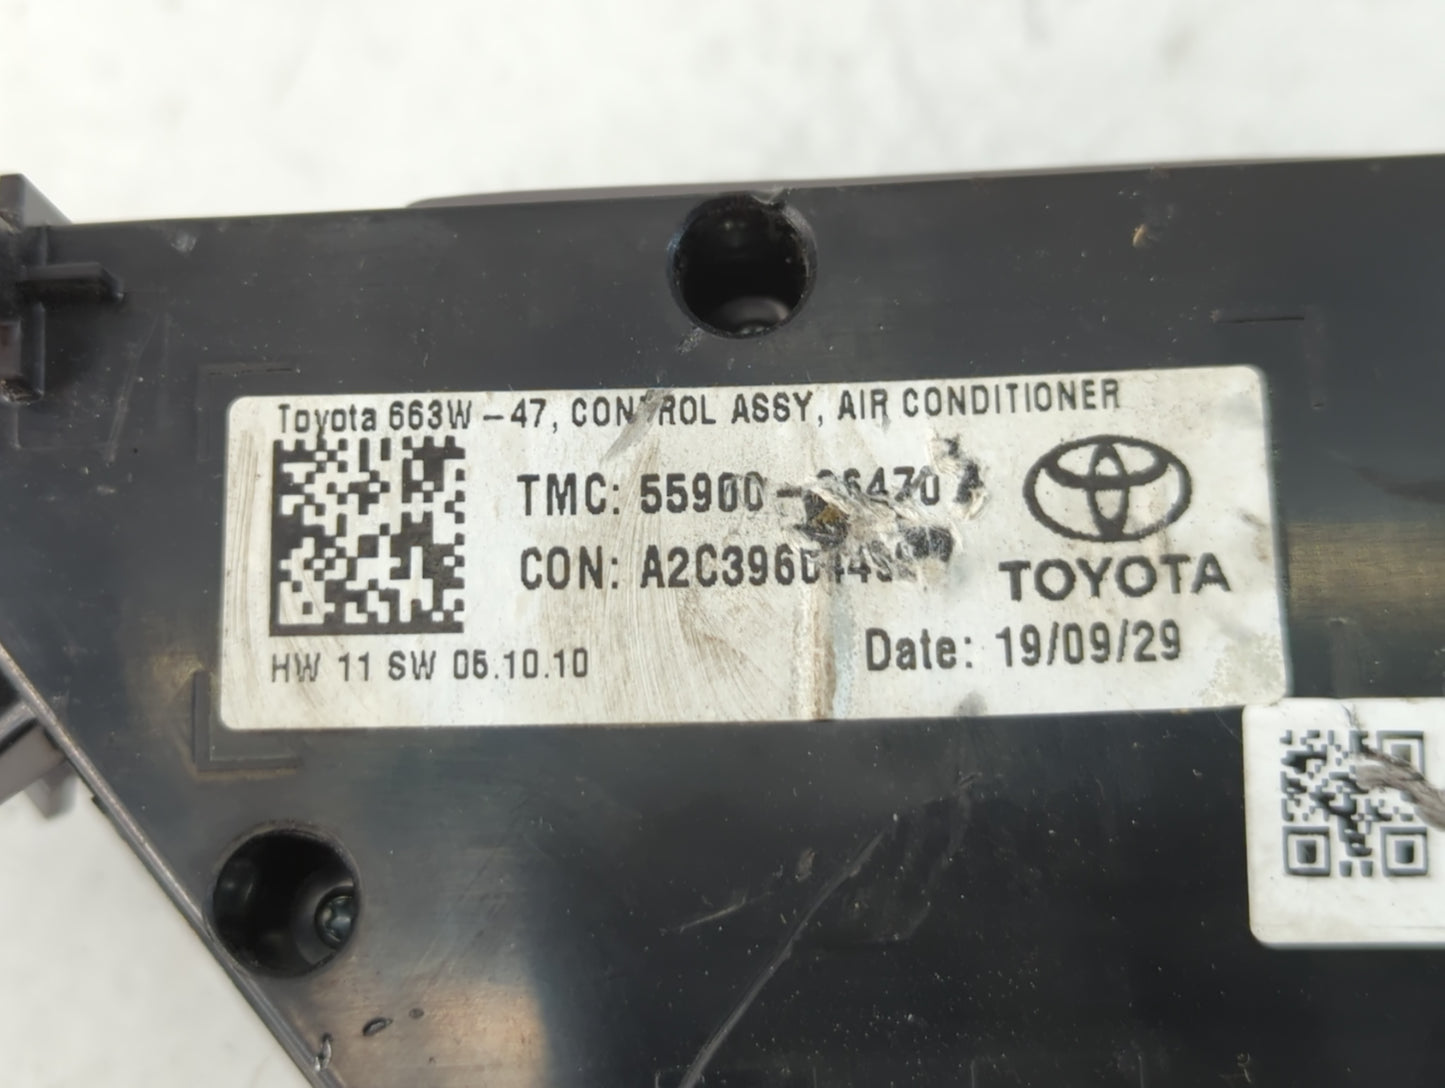 Toyota 663W-47, CONTROL ASSY, AIR CONDITIONER
TMC:
CON:
TOYOTA
Date: 19/09/29
HW 11 SW 05.10.10